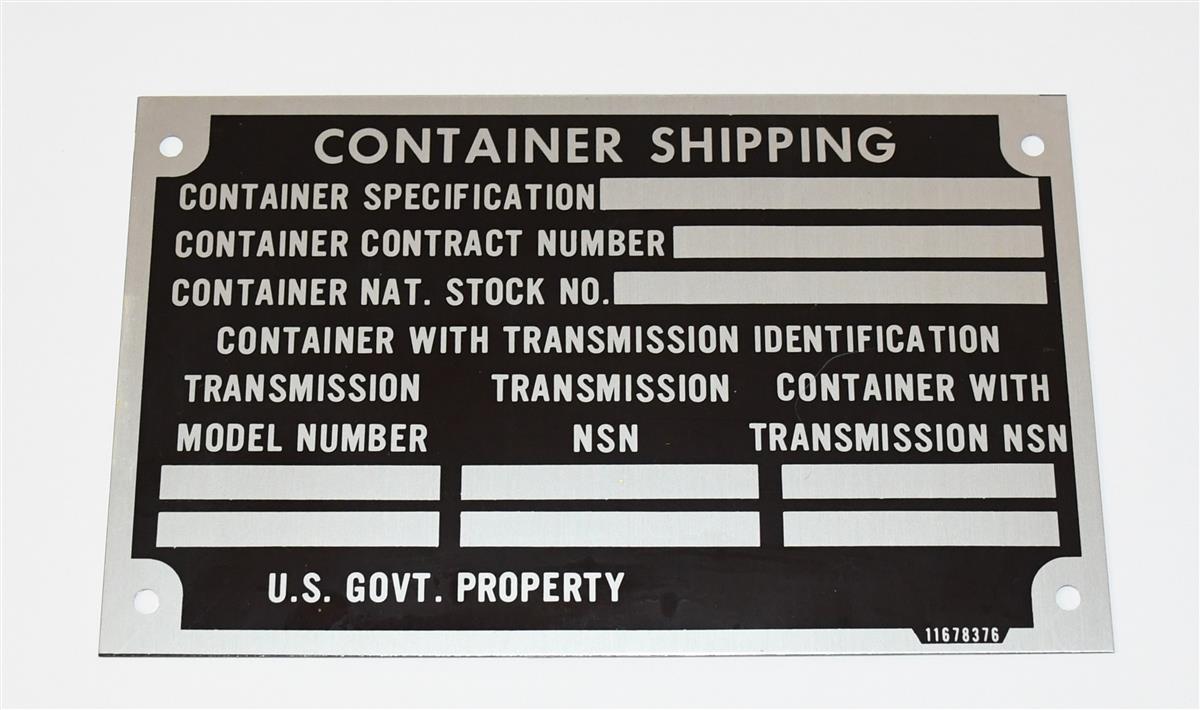 CONTAINER SHIPPING
CONTAINER SPECIFICATION
CONTAINER CONTRACT NUMBER
CONTAINER NAT. STOCK NO.
CONTAINER WITH TRANSMISSION IDENTIFICATION
TRANSMISSION TRANSMISSION CONTAINER WITH
MODEL NUMBER NSN TRANSMISSION NSN
U.S. GOVT. PROPERTY
11678376